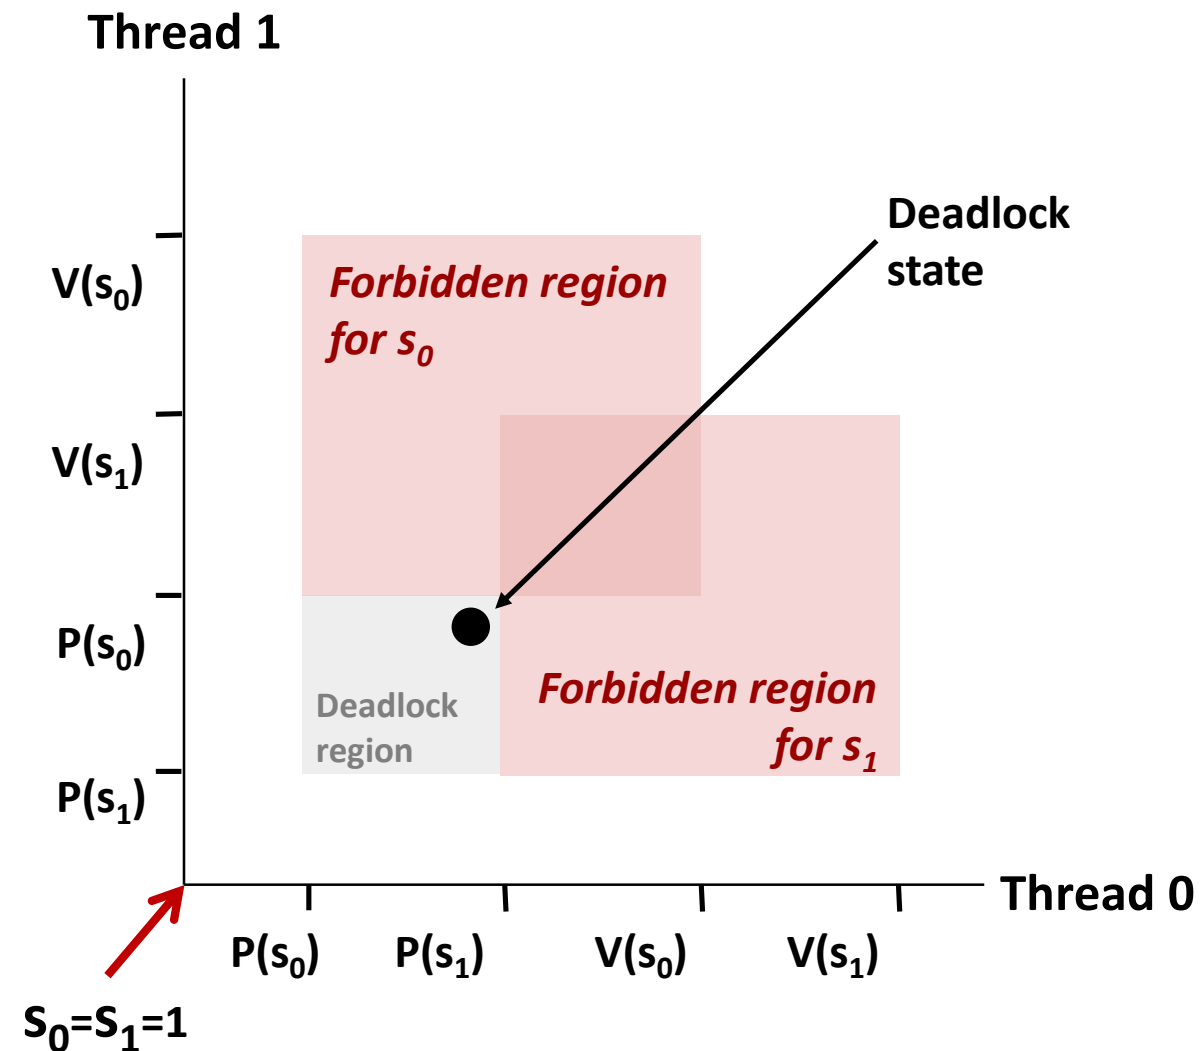 Thread 1
Deadlock
state
V(s₀)
Forbidden region
for s₀
V(s₁)
P(s₀)
Forbidden region
for s₁
Deadlock
region
P(s₁)
Thread 0
P(s₀) P(s₁) V(s₀) V(s₁)
s₀=s₁=1